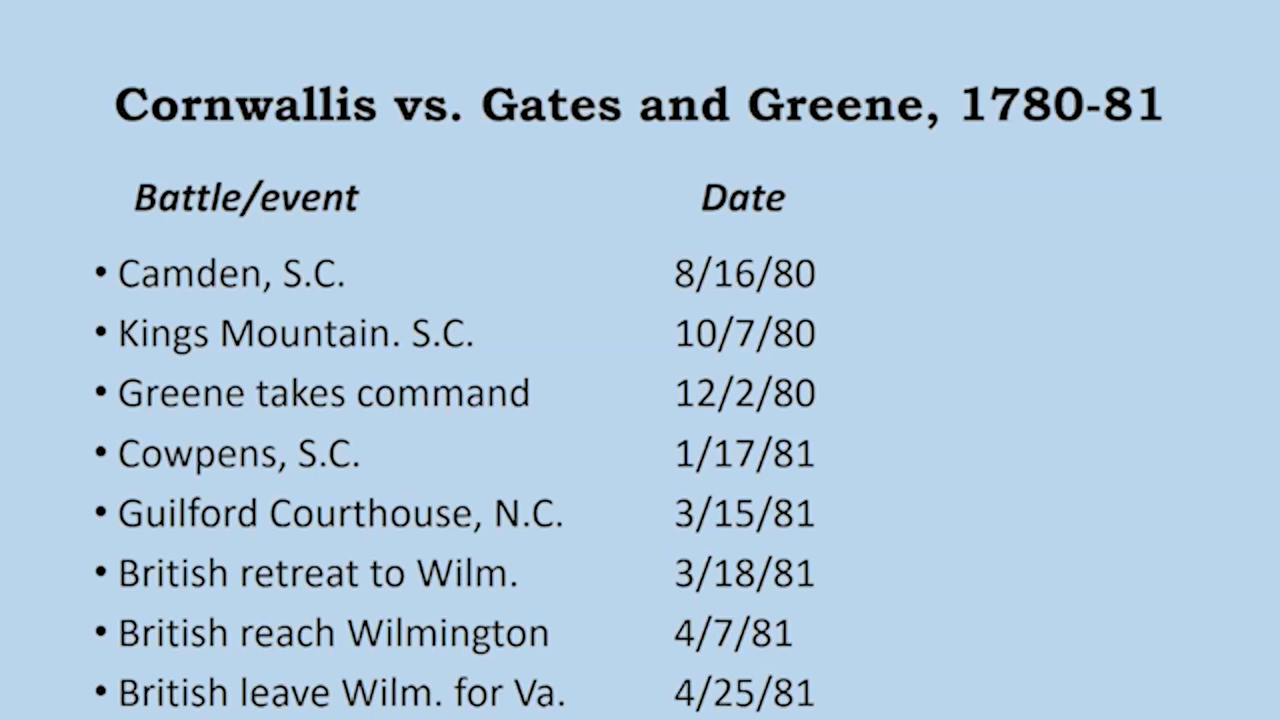 Cornwallis vs. Gates and Greene, 1780-81
Battle/event Date
• Camden, S.C. 8/16/80
• Kings Mountain. S.C. 10/7/80
• Greene takes command 12/2/80
• Cowpens, S.C. 1/17/81
• Guilford Courthouse, N.C. 3/15/81
• British retreat to Wilm. 3/18/81
• British reach Wilmington 4/7/81
• British leave Wilm. for Va. 4/25/81